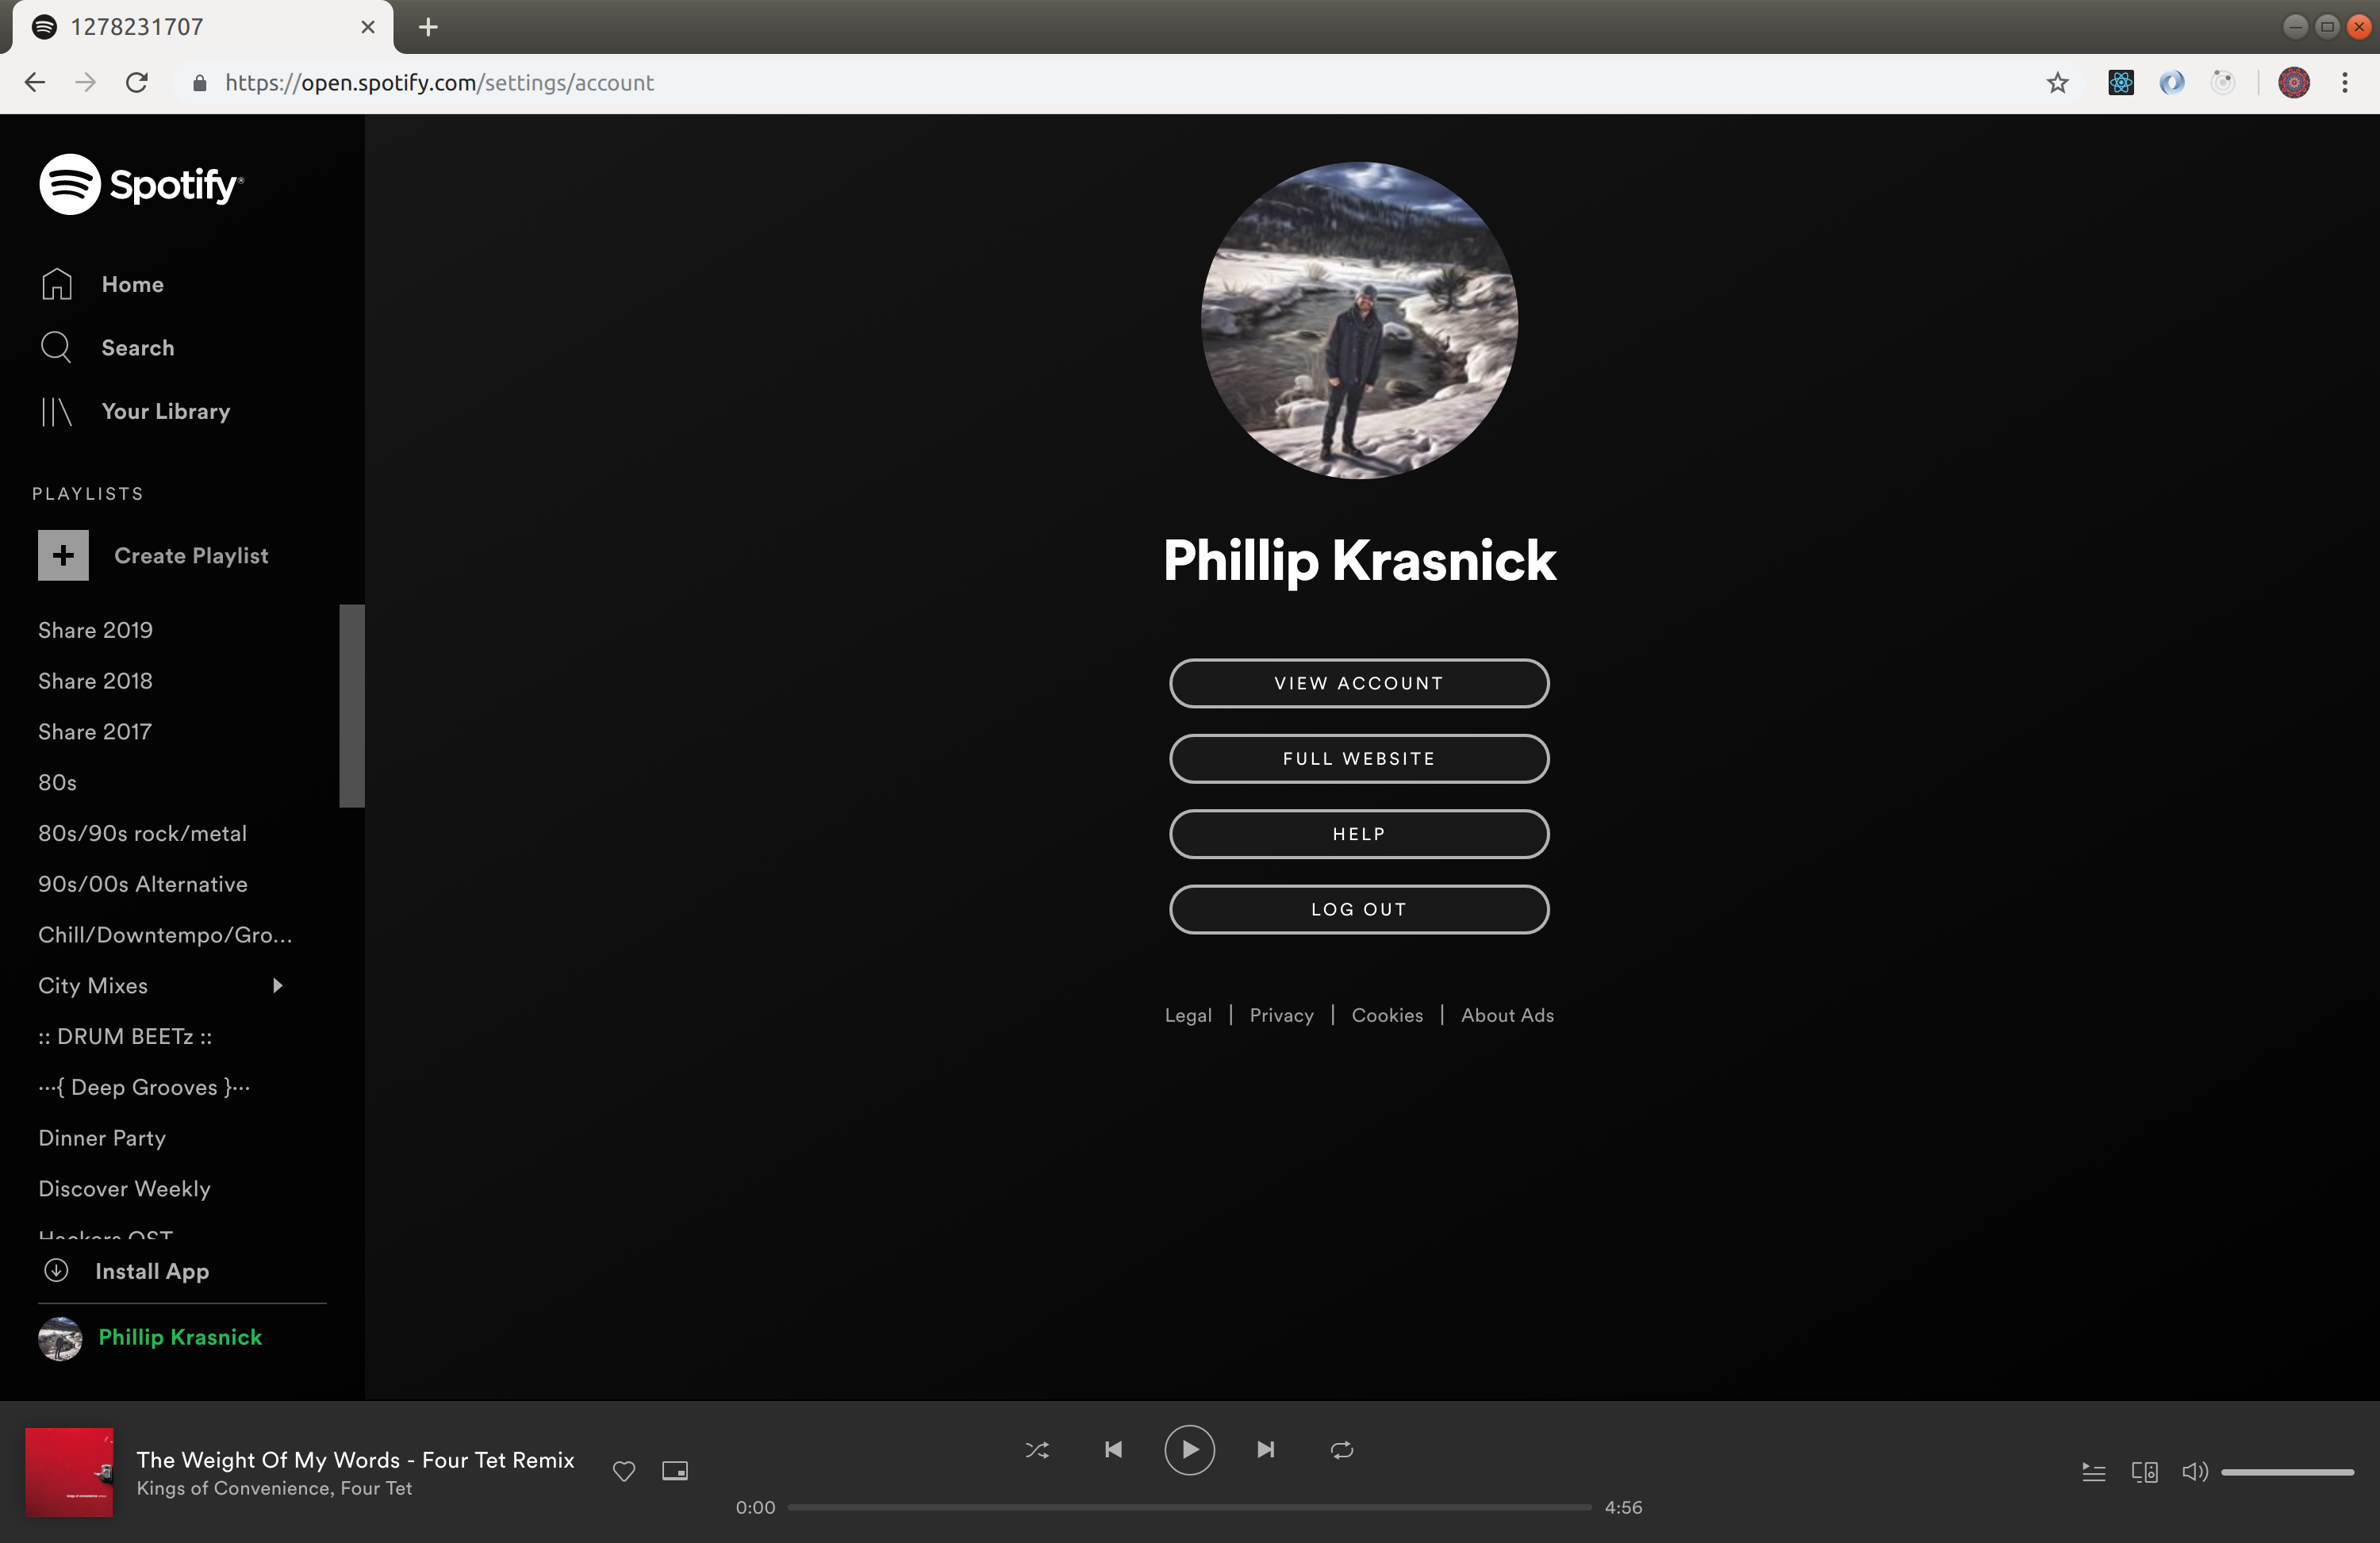 1278231707
https://open.spotify.com/settings/account
Spotify®
Home
Search
Your Library
PLAYLISTS
Create Playlist
Share 2019
Share 2018
Share 2017
80s
80s/90s rock/metal
90s/00s Alternative
Chill/Downtempo/Gro...
City Mixes
:: DRUM BEETz ::
···{ Deep Grooves }···
Dinner Party
Discover Weekly
Hackers OST
Install App
Phillip Krasnick
Phillip Krasnick
VIEW ACCOUNT
FULL WEBSITE
HELP
LOG OUT
Legal | Privacy | Cookies | About Ads
The Weight Of My Words - Four Tet Remix
Kings of Convenience, Four Tet
0:00
4:56